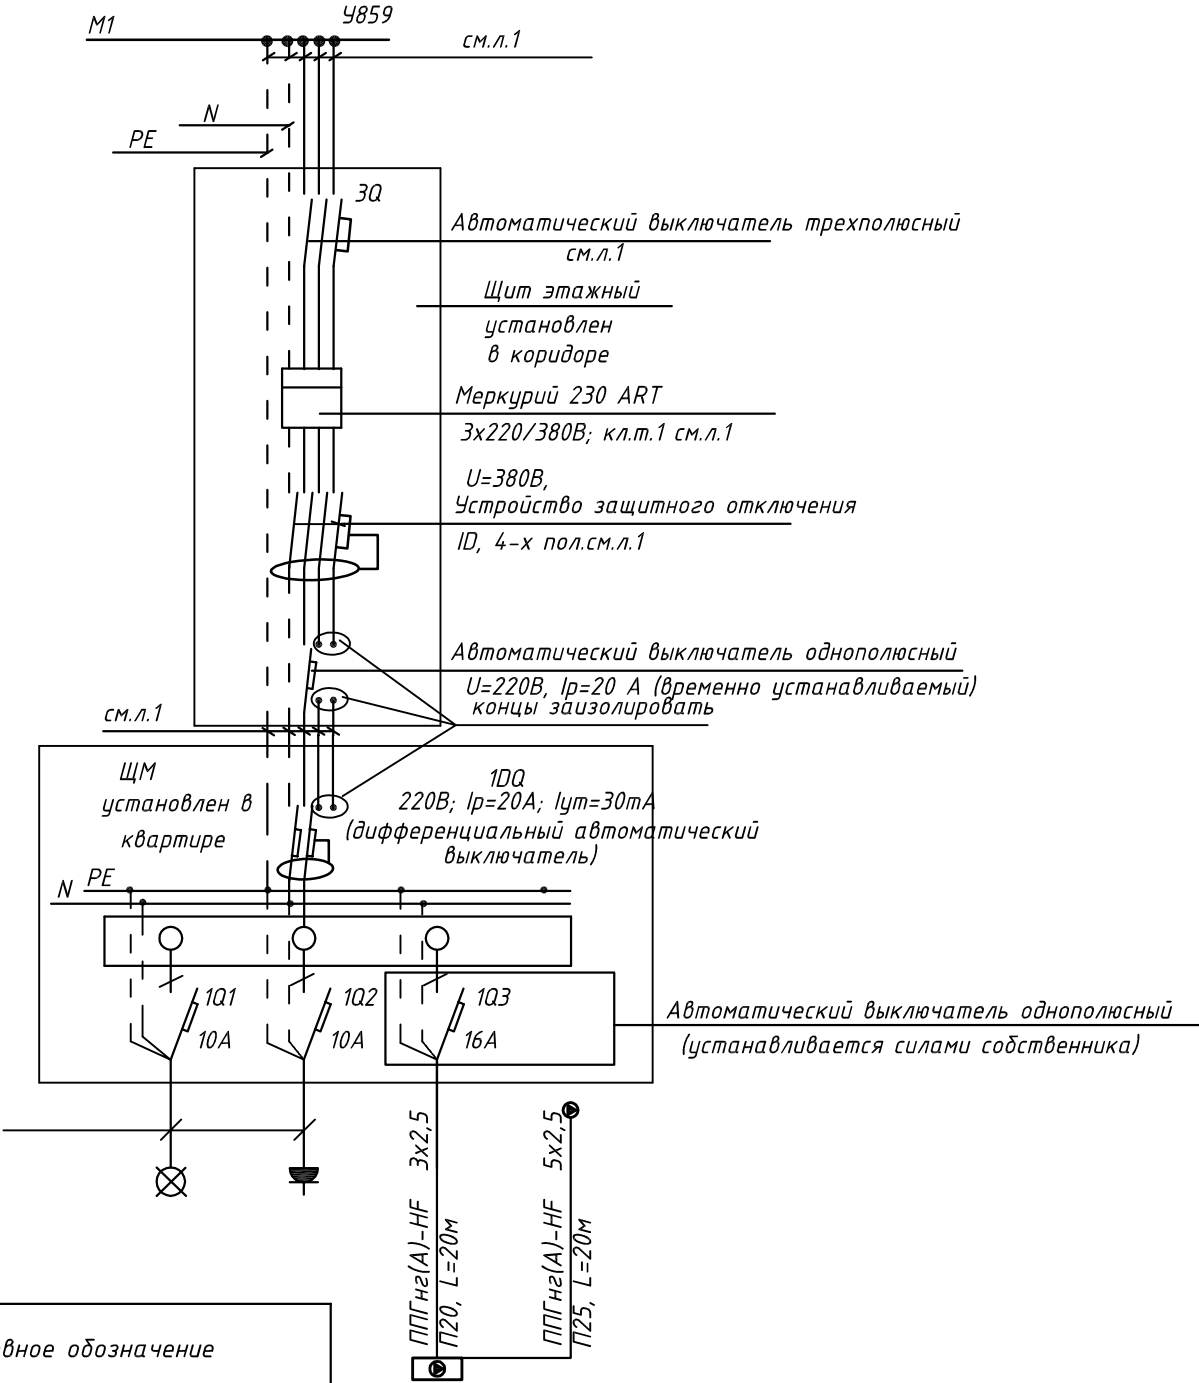 М1
У859
см.л.1
N
РЕ
3Q
Автоматический выключатель трехполюсный
см.л.1
Щит этажный
установлен
в коридоре
Меркурий 230 ART
3х220/380В; кл.т.1 см.л.1
U=380В,
Устройство защитного отключения
ID, 4-х пол.см.л.1
Автоматический выключатель однополюсный
U=220В, Iр=20 А (временно устанавливаемый)
концы заизолировать
см.л.1
ЩМ
установлен в
квартире
1DQ
220В; Iр=20А; Iут=30mA
(дифференциальный автоматический
выключатель)
РЕ
N
1Q1
10А
1Q2
10А
1Q3
16А
Автоматический выключатель однополюсный
(устанавливается силами собственника)
ППГнг(А)-HF 3х2,5
П20, L=20м
ППГнг(А)-HF 5х2,5
П25, L=20м
вное обозначение